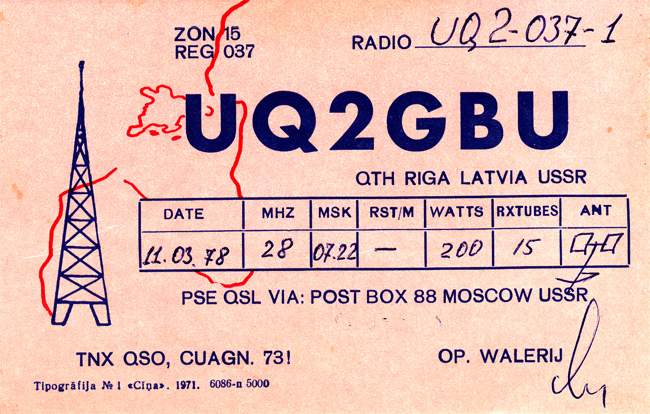 ZON 15
REG 037
RADIO UQ2-037-1
UQ2GBU
QTH RIGA LATVIA USSR
DATE MHZ MSK RST/M WATTS RXTUBES ANT
11.03.78 28 07.22 — 200 15
PSE QSL VIA: POST BOX 88 MOSCOW USSR
TNX QSO, CUAGN. 73! OP. WALERIJ
Tipogrāfija № 1 «Cīņa». 1971. 6086-n 5000